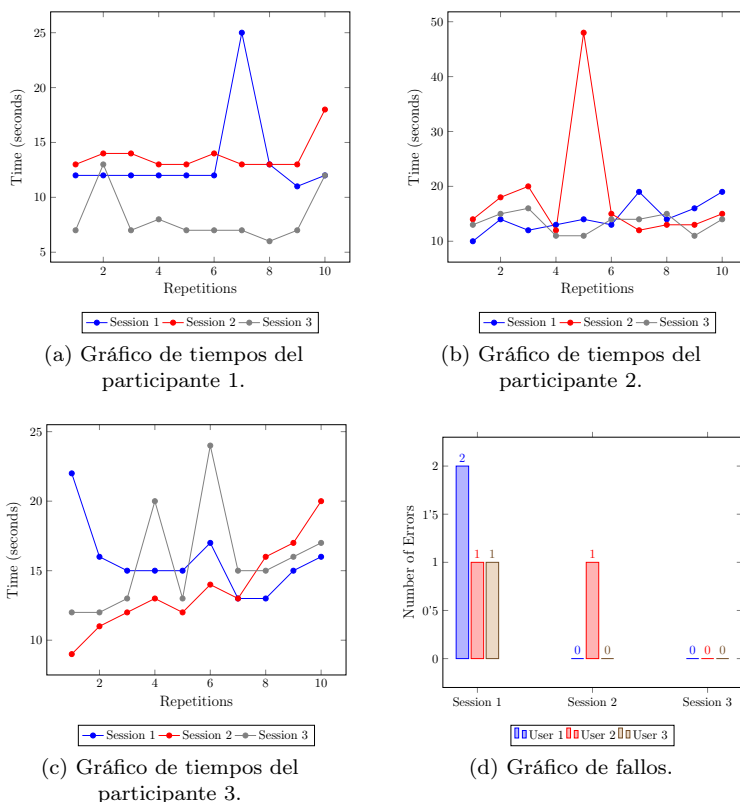 25
20
15
10
5
Time (seconds)
2 4 6 8 10
Repetitions
Session 1 Session 2 Session 3
(a) Gráfico de tiempos del
participante 1.
50
40
30
20
10
Time (seconds)
2 4 6 8 10
Repetitions
Session 1 Session 2 Session 3
(b) Gráfico de tiempos del
participante 2.
25
20
15
10
Time (seconds)
2 4 6 8 10
Repetitions
Session 1 Session 2 Session 3
(c) Gráfico de tiempos del
participante 3.
2
1'5
1
0'5
0
Number of Errors
2 1 1
0 1 0
0 0 0
Session 1 Session 2 Session 3
User 1 User 2 User 3
(d) Gráfico de fallos.